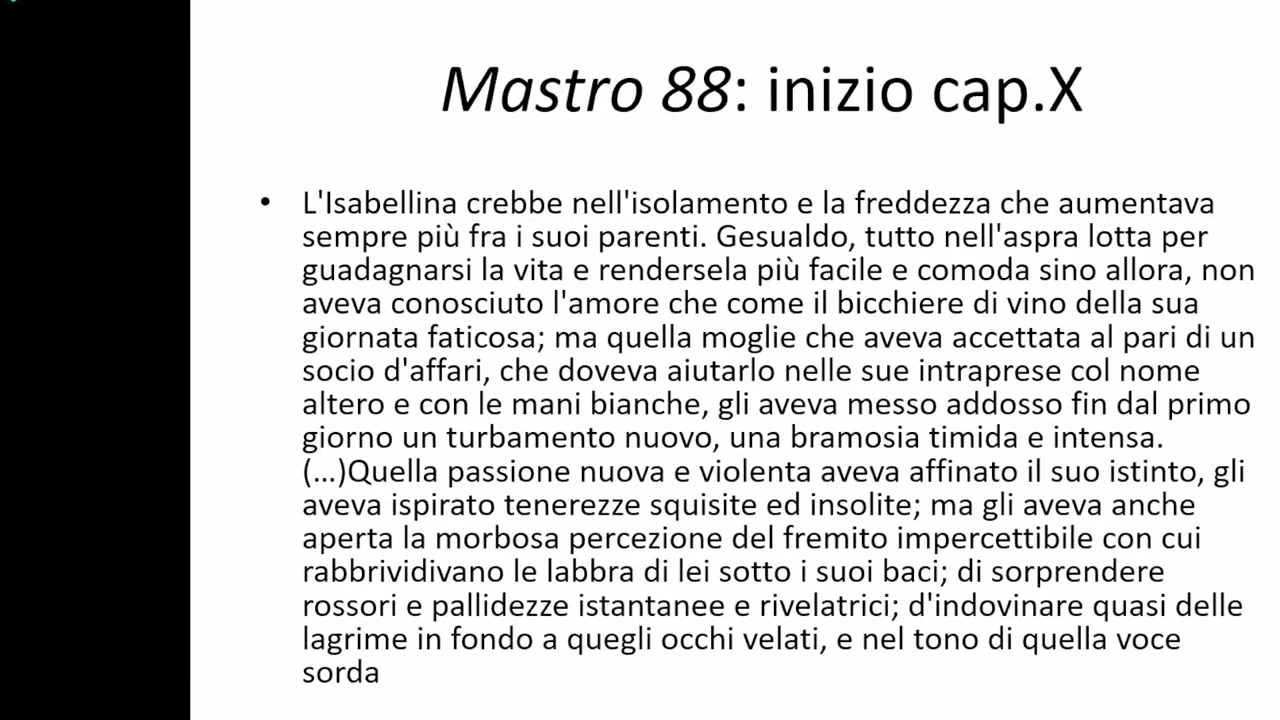 Mastro 88: inizio cap.X
• L'Isabellina crebbe nell'isolamento e la freddezza che aumentava
sempre più fra i suoi parenti. Gesualdo, tutto nell'aspra lotta per
guadagnarsi la vita e rendersela più facile e comoda sino allora, non
aveva conosciuto l'amore che come il bicchiere di vino della sua
giornata faticosa; ma quella moglie che aveva accettata al pari di un
socio d'affari, che doveva aiutarlo nelle sue intraprese col nome
altero e con le mani bianche, gli aveva messo addosso fin dal primo
giorno un turbamento nuovo, una bramosia timida e intensa.
(...)Quella passione nuova e violenta aveva affinato il suo istinto, gli
aveva ispirato tenerezze squisite ed insolite; ma gli aveva anche
aperta la morbosa percezione del fremito impercettibile con cui
rabbrividivano le labbra di lei sotto i suoi baci; di sorprendere
rossori e pallidezze istantanee e rivelatrici; d'indovinare quasi delle
lagrime in fondo a quegli occhi velati, e nel tono di quella voce
sorda